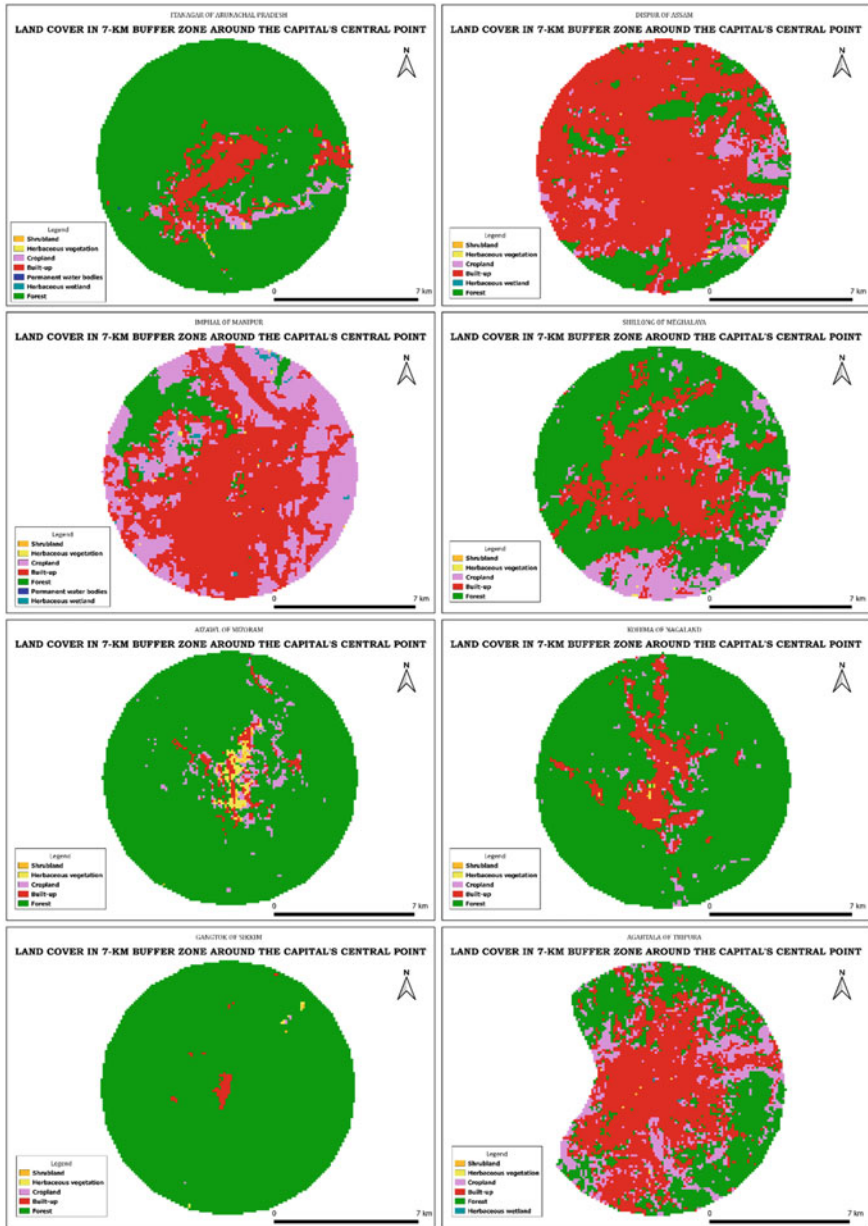 ITANAGAR OF ARUNACHAL PRADESH
LAND COVER IN 7-KM BUFFER ZONE AROUND THE CAPITAL'S CENTRAL POINT
N
Legend
Shrubland
Herbaceous vegetation
Cropland
Built-up
Permanent water bodies
Herbaceous wetland
Forest
0 7 km
DISPUR OF ASSAM
LAND COVER IN 7-KM BUFFER ZONE AROUND THE CAPITAL'S CENTRAL POINT
N
Legend
Shrubland
Herbaceous vegetation
Cropland
Built-up
Herbaceous wetland
Forest
0 7 km
IMPHAL OF MANIPUR
LAND COVER IN 7-KM BUFFER ZONE AROUND THE CAPITAL'S CENTRAL POINT
N
Legend
Shrubland
Herbaceous vegetation
Cropland
Built-up
Forest
Permanent water bodies
Herbaceous wetland
0 7 km
SHILLONG OF MEGHALAYA
LAND COVER IN 7-KM BUFFER ZONE AROUND THE CAPITAL'S CENTRAL POINT
N
Legend
Shrubland
Herbaceous vegetation
Cropland
Built-up
Forest
0 7 km
AIZAWL OF MIZORAM
LAND COVER IN 7-KM BUFFER ZONE AROUND THE CAPITAL'S CENTRAL POINT
N
Legend
Shrubland
Herbaceous vegetation
Cropland
Built-up
Forest
0 7 km
KOHIMA OF NAGALAND
LAND COVER IN 7-KM BUFFER ZONE AROUND THE CAPITAL'S CENTRAL POINT
N
Legend
Shrubland
Herbaceous vegetation
Cropland
Built-up
Forest
0 7 km
GANGTOK OF SIKKIM
LAND COVER IN 7-KM BUFFER ZONE AROUND THE CAPITAL'S CENTRAL POINT
N
Legend
Shrubland
Herbaceous vegetation
Cropland
Built-up
Forest
0 7 km
AGARTALA OF TRIPURA
LAND COVER IN 7-KM BUFFER ZONE AROUND THE CAPITAL'S CENTRAL POINT
N
Legend
Shrubland
Herbaceous vegetation
Cropland
Built-up
Forest
Herbaceous wetland
0 7 km